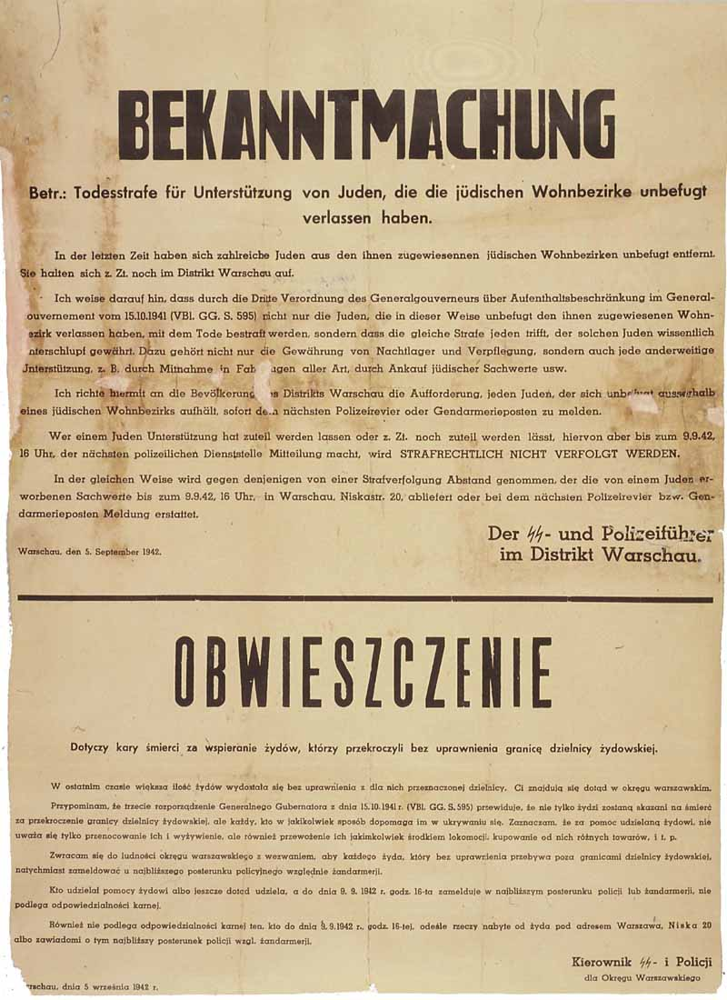 BEKANNTMACHUNG
Betr.: Todesstrafe für Unterstützung von Juden, die die jüdischen Wohnbezirke unbefugt
verlassen haben.
In der letzten Zeit haben sich zahlreiche Juden aus den ihnen zugewiesennen jüdischen Wohnbezirken unbefugt entfernt.
Sie halten sich z. Zt. noch im Distrikt Warschau auf.
Ich weise darauf hin, dass durch die Dritte Verordnung des Generalgouverneurs über Aufenthaltsbeschränkung im General-
ouvernement vom 15.10.1941 (VBl. GG. S. 595) nicht nur die Juden, die in dieser Weise unbefugt den ihnen zugewiesenen Wohn-
ezirk verlassen haben, mit dem Tode bestraft werden, sondern dass die gleiche Strafe jeden trifft, der solchen Juden wissentlich
nterschlupf gewährt. Dazu gehört nicht nur die Gewährung von Nachtlager und Verpflegung, sondern auch jede anderweitige
Unterstützung, z. B. durch Mitnahme in aller Art, durch Ankauf jüdischer Sachwerte usw.
Ich richte hiermit an die Bevölkerung Distrikts Warschau die Aufforderung, jeden Juden, der sich unbefugt ausserhalb
eines jüdischen Wohnbezirks aufhält, sofort dem nächsten Polizeirevier oder Gendarmerieposten zu melden.
Wer einem Juden Unterstützung hat zuteil werden lassen oder z. Zt. noch zuteil werden lässt, hiervon aber bis zum 9.9.42,
16 Uhr, der nächsten polizeilichen Dienststelle Mitteilung macht, wird STRAFRECHTLICH NICHT VERFOLGT WERDEN.
In der gleichen Weise wird gegen denjenigen von einer Strafverfolgung Abstand genommen, der die von einem Juden er-
worbenen Sachwerte bis zum 9.9.42, 16 Uhr, in Warschau, Niskastr. 20, abliefert oder bei dem nächsten Polizeirevier bzw. Gen-
darmerieposten Meldung erstattet.
Der SS- und Polizeiführer
im Distrikt Warschau.
Warschau, den 5. September 1942.
OBWIESZCZENIE
Dotyczy kary śmierci za wspieranie żydów, którzy przekroczyli bez uprawnienia granicę dzielnicy żydowskiej.
W ostatnim czasie większa ilość żydów wydostała się bez uprawnienia z dla nich przeznaczonej dzielnicy. Ci znajdują się dotąd w okręgu warszawskim.
Przypominam, że trzecie rozporządzenie Generalnego Gubernatora z dnia 15.10.1941 r. (VBl. GG. S. 595) przewiduje, że nie tylko żydzi zostaną skazani na śmierć
za przekroczenie granicy dzielnicy żydowskiej, ale każdy, kto w jakikolwiek sposób dopomaga im w ukrywaniu się. Zaznaczam, że za pomoc udzielaną żydowi, nie
uważa się tylko przenocowanie ich i wyżywienie, ale również przewożenie ich jakimkolwiek środkiem lokomocji, kupowanie od nich różnych towarów, i t. p.
Zwracam się do ludności okręgu warszawskiego z wezwaniem, aby każdego żyda, który bez uprawnienia przebywa poza granicami dzielnicy żydowskiej,
natychmiast zameldować u najbliższego posterunku policyjnego względnie żandarmerji.
Kto udzielał pomocy żydowi albo jeszcze dotąd udziela, a do dnia 9. 9. 1942 r. godz. 16-ta zamelduje w najbliższym posterunku policji lub żandarmerji, nie
podlega odpowiedzialności karnej.
Również nie podlega odpowiedzialności karnej ten, kto do dnia 9.9.1942 r., godz. 16-tej, odeśle rzeczy nabyte od żyda pod adresem Warszawa, Niska 20
albo zawiadomi o tym najbliższy posterunek policji wzgl. żandarmerji.
Kierownik SS- i Policji
dla Okręgu Warszawskiego
rschau, dnia 5 września 1942 r.